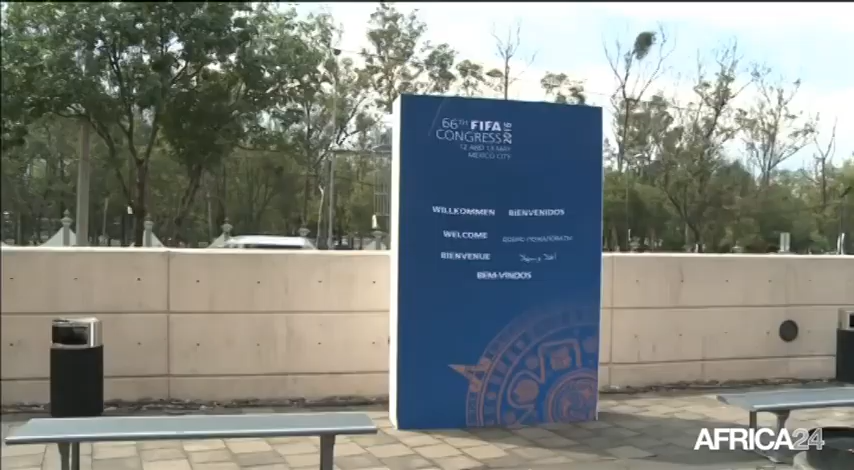 66TH FIFA
CONGRESS 2016
12 AND 13 MAY
MEXICO CITY
WILLKOMMEN BIENVENIDOS
WELCOME
BIENVENUE
BEM-VINDOS
AFRICA24